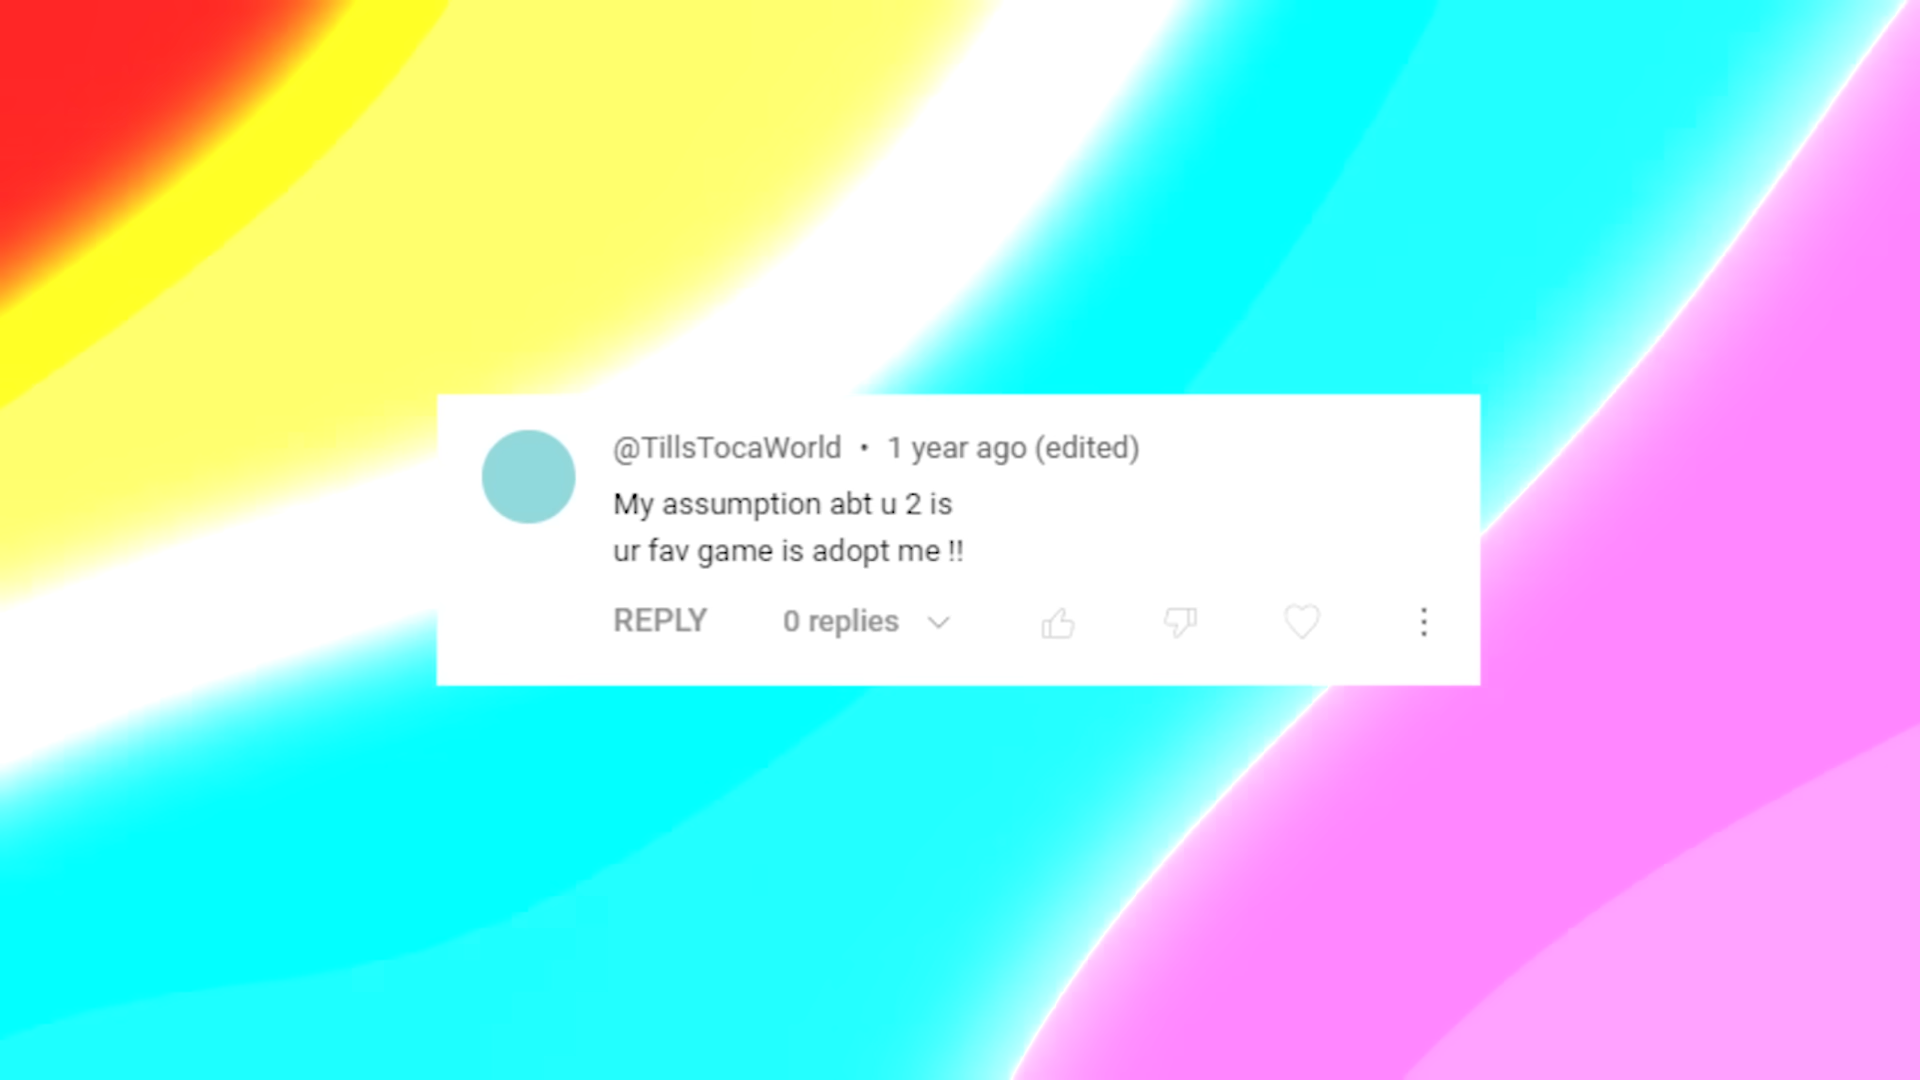 @TillsTocaWorld • 1 year ago (edited)
My assumption abt u 2 is
ur fav game is adopt me !!
REPLY 0 replies